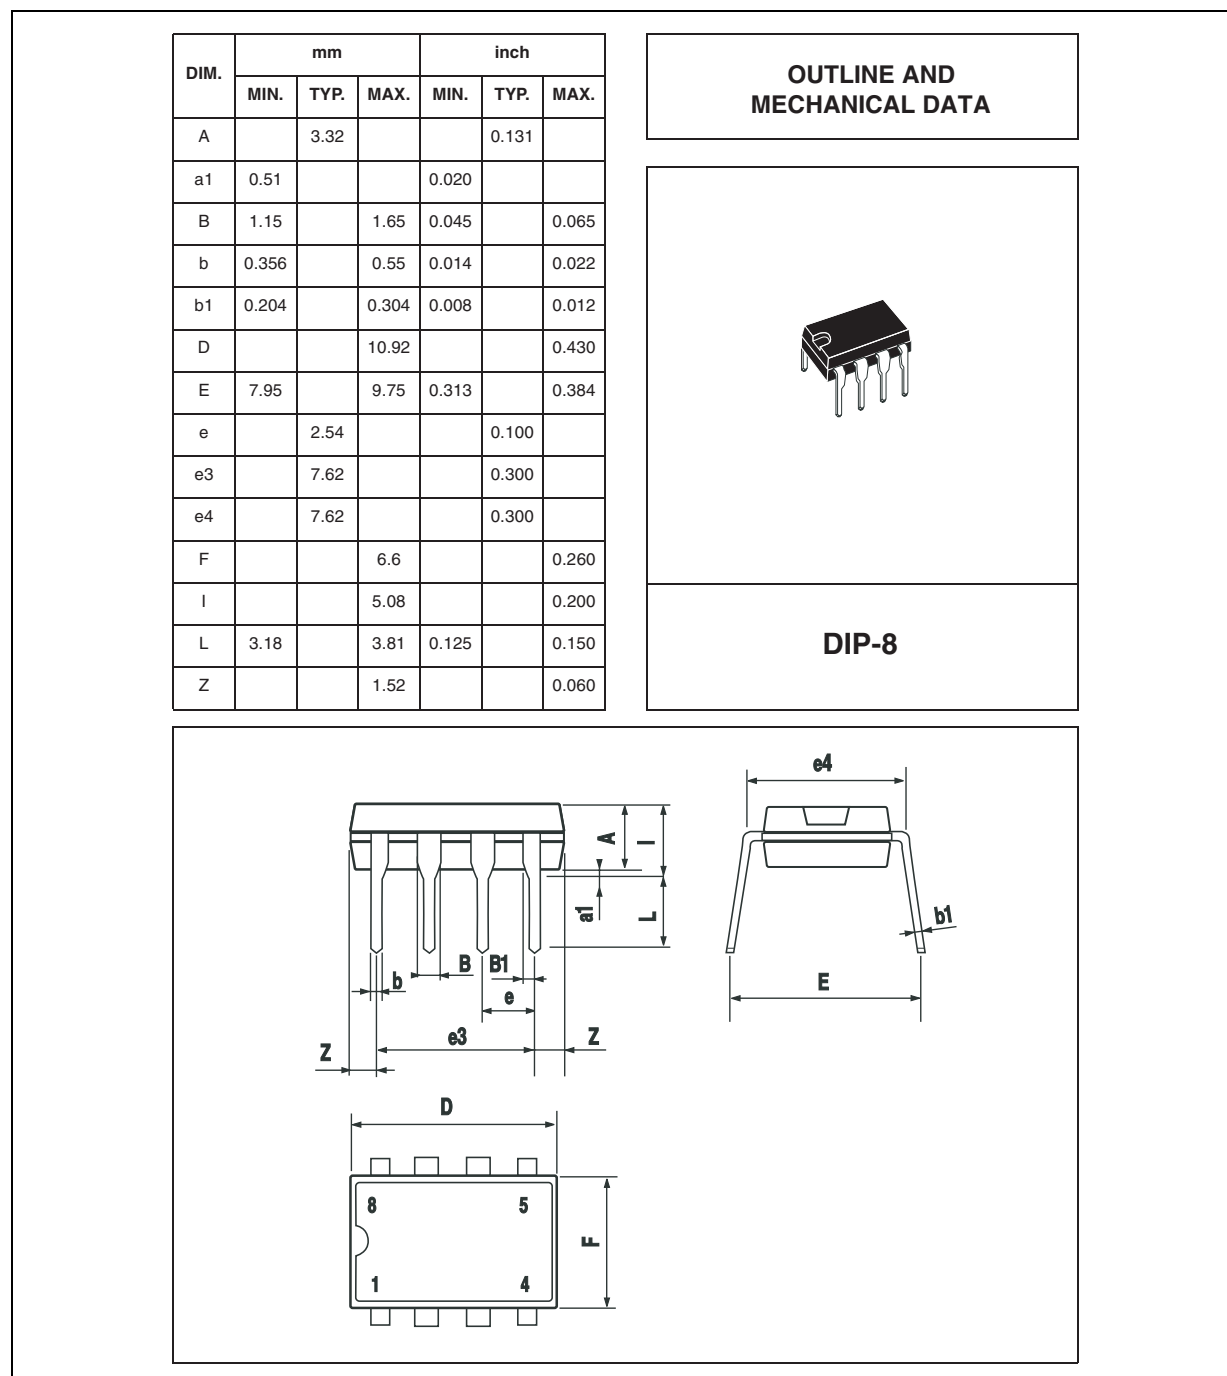 DIM. mm inch
MIN. TYP. MAX. MIN. TYP. MAX.
A 3.32 0.131
a1 0.51 0.020
B 1.15 1.65 0.045 0.065
b 0.356 0.55 0.014 0.022
b1 0.204 0.304 0.008 0.012
D 10.92 0.430
E 7.95 9.75 0.313 0.384
e 2.54 0.100
e3 7.62 0.300
e4 7.62 0.300
F 6.6 0.260
I 5.08 0.200
L 3.18 3.81 0.125 0.150
Z 1.52 0.060
OUTLINE AND
MECHANICAL DATA
DIP-8
e4
A I
a1 L
b1
b B B1
E
e
e3
Z Z
D
8 5
F
1 4